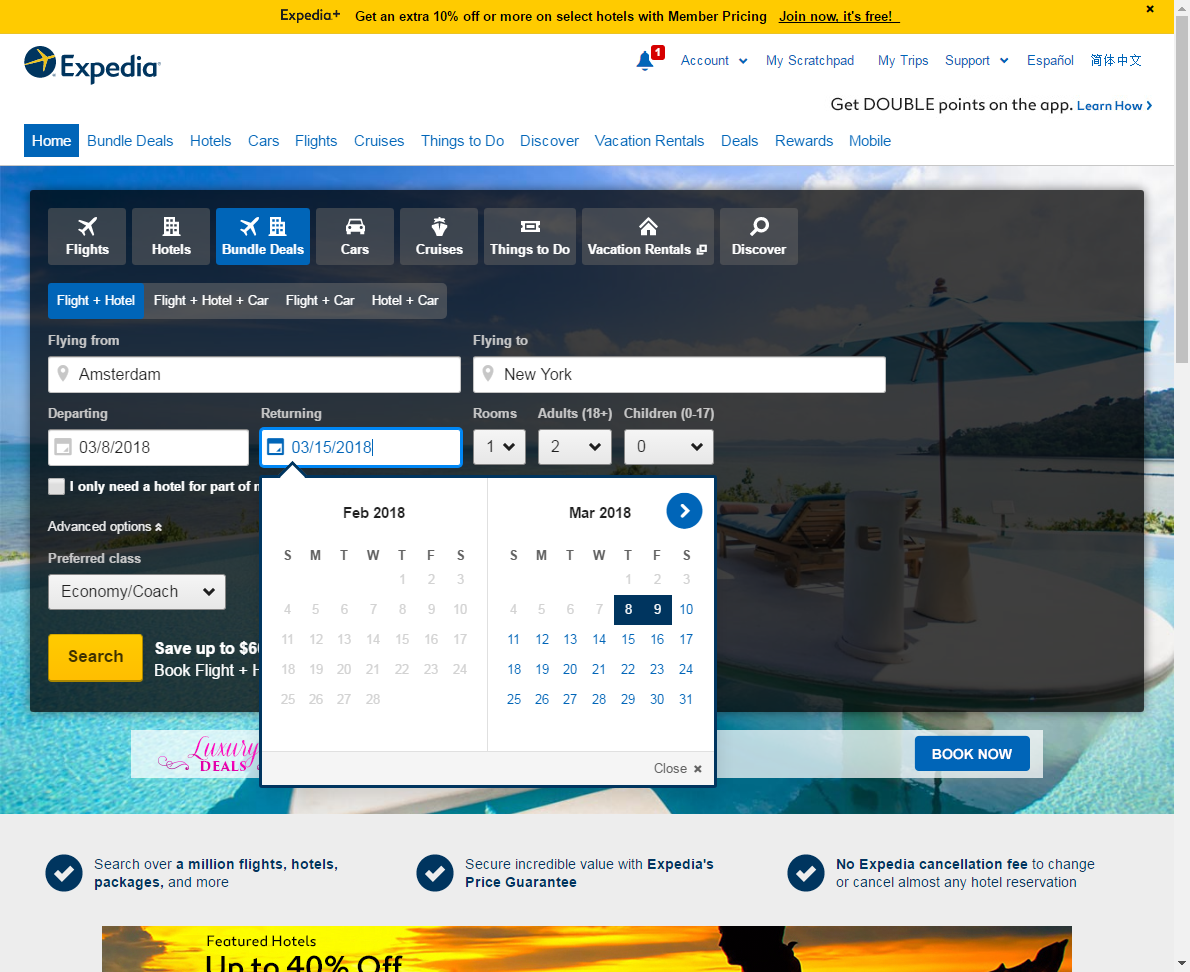 Expedia+ Get an extra 10% off or more on select hotels with Member Pricing Join now, it's free!
Expedia
1 Account My Scratchpad My Trips Support Español 简体中文
Get DOUBLE points on the app. Learn How
Home Bundle Deals Hotels Cars Flights Cruises Things to Do Discover Vacation Rentals Deals Rewards Mobile
Flights Hotels Bundle Deals Cars Cruises Things to Do Vacation Rentals Discover
Flight + Hotel Flight + Hotel + Car Flight + Car Hotel + Car
Flying from Flying to
Amsterdam New York
Departing Returning Rooms Adults (18+) Children (0-17)
03/8/2018 03/15/2018 1 2 0
I only need a hotel for part of
Advanced options
Preferred class
Economy/Coach
Search
Save up to
Book Flight +
Feb 2018 Mar 2018
S M T W T F S S M T W T F S
1 2 3 1 2 3
4 5 6 7 8 9 10 4 5 6 7 8 9 10
11 12 13 14 15 16 17 11 12 13 14 15 16 17
18 19 20 21 22 23 24 18 19 20 21 22 23 24
25 26 27 28 25 26 27 28 29 30 31
Close ×
Luxury
DEALS
BOOK NOW
Search over a million flights, hotels,
packages, and more
Secure incredible value with Expedia's
Price Guarantee
No Expedia cancellation fee to change
or cancel almost any hotel reservation
Featured Hotels
Up to 40% Off